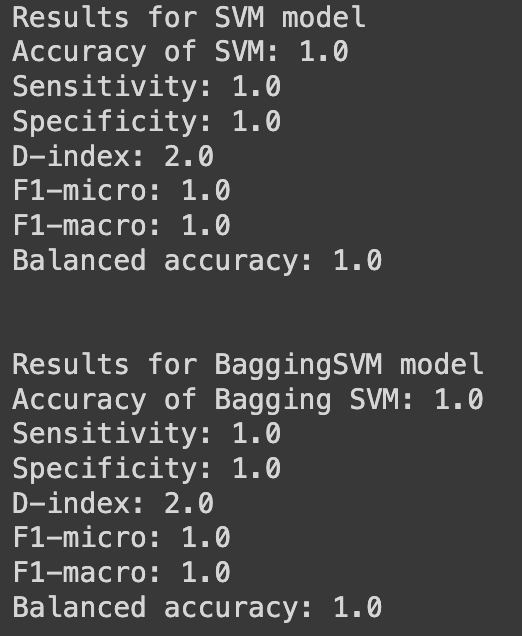 Results for SVM model
Accuracy of SVM: 1.0
Sensitivity: 1.0
Specificity: 1.0
D-index: 2.0
F1-micro: 1.0
F1-macro: 1.0
Balanced accuracy: 1.0
Results for BaggingSVM model
Accuracy of Bagging SVM: 1.0
Sensitivity: 1.0
Specificity: 1.0
D-index: 2.0
F1-micro: 1.0
F1-macro: 1.0
Balanced accuracy: 1.0